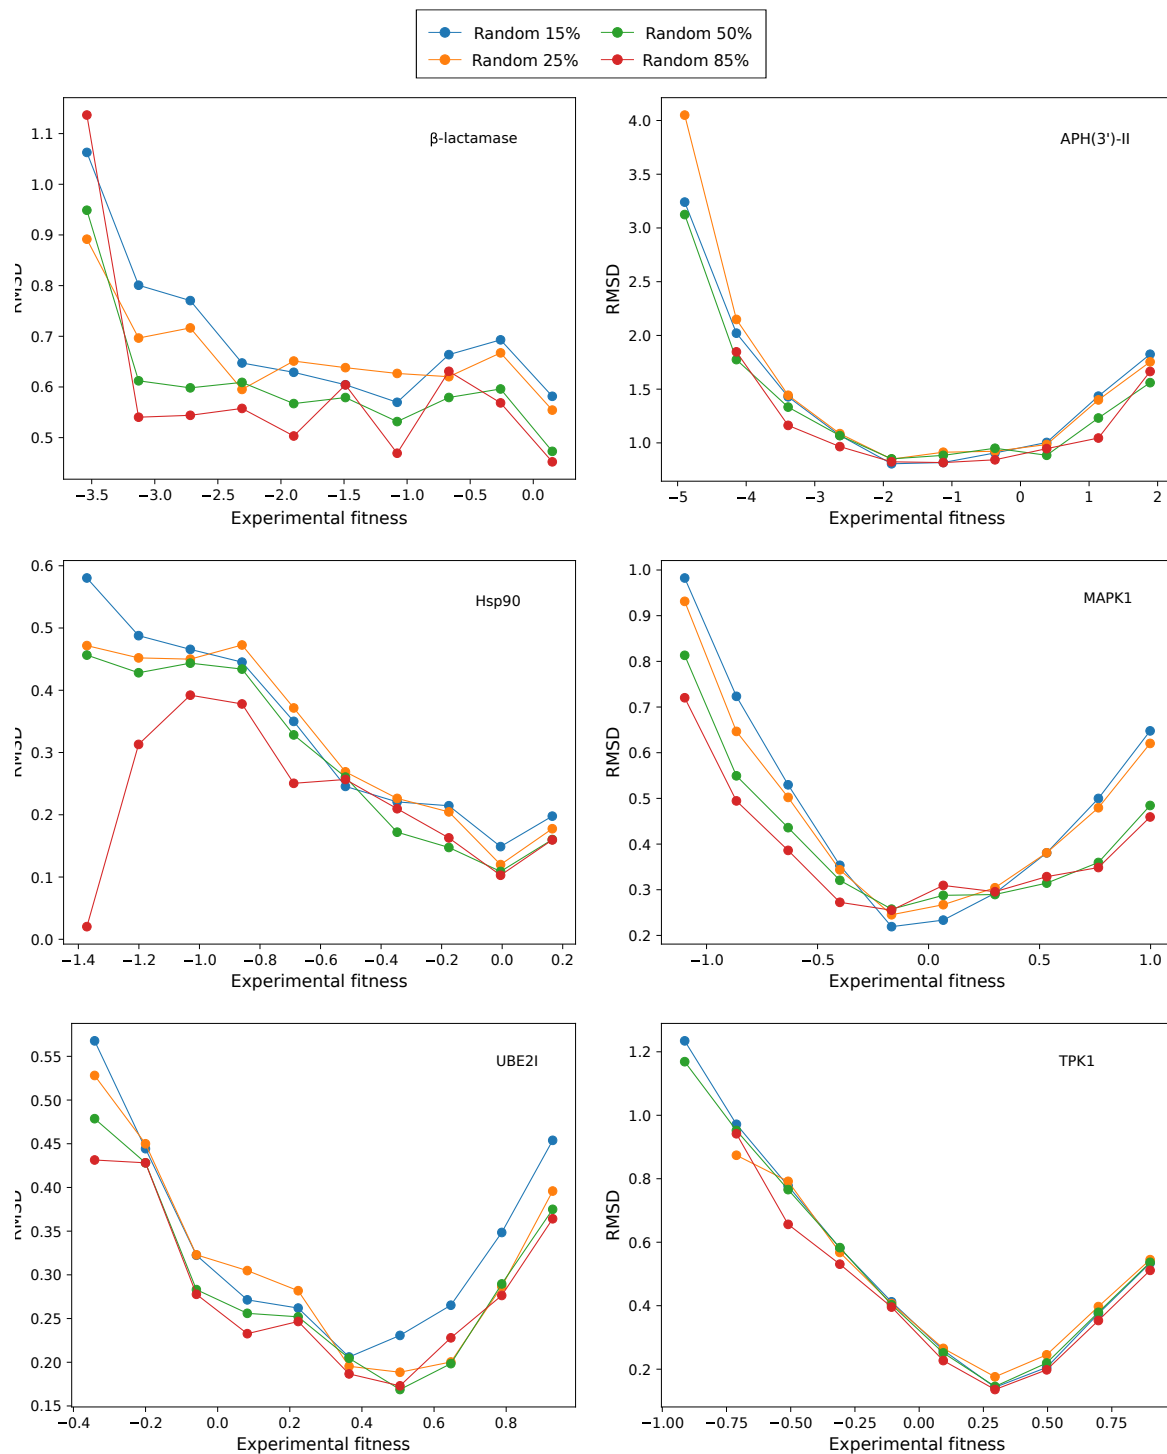 Random 15% Random 50%
Random 25% Random 85%
β-lactamase
RMSD
1.1
1.0
0.9
0.8
0.7
0.6
0.5
−3.5 −3.0 −2.5 −2.0 −1.5 −1.0 −0.5 0.0
Experimental fitness
APH(3')-II
RMSD
4.0
3.5
3.0
2.5
2.0
1.5
1.0
−5 −4 −3 −2 −1 0 1 2
Experimental fitness
Hsp90
RMSD
0.6
0.5
0.4
0.3
0.2
0.1
0.0
−1.4 −1.2 −1.0 −0.8 −0.6 −0.4 −0.2 0.0 0.2
Experimental fitness
MAPK1
RMSD
1.0
0.9
0.8
0.7
0.6
0.5
0.4
0.3
0.2
−1.0 −0.5 0.0 0.5 1.0
Experimental fitness
UBE2I
RMSD
0.55
0.50
0.45
0.40
0.35
0.30
0.25
0.20
0.15
−0.4 −0.2 0.0 0.2 0.4 0.6 0.8
Experimental fitness
TPK1
RMSD
1.2
1.0
0.8
0.6
0.4
0.2
−1.00 −0.75 −0.50 −0.25 0.00 0.25 0.50 0.75
Experimental fitness